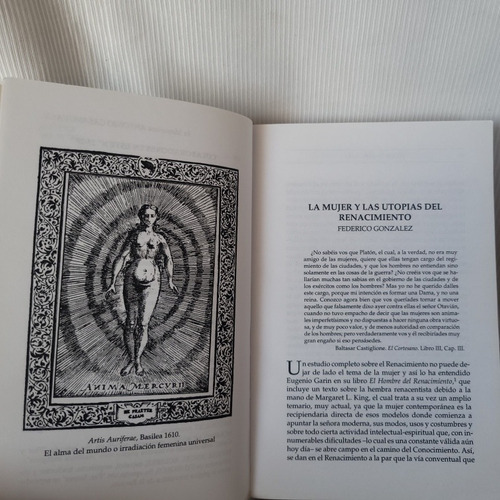 ANIMA MERCVRII
Artis Auriferae, Basilea 1610.
El alma del mundo o irradiación femenina universal
LA MUJER Y LAS UTOPIAS DEL
RENACIMIENTO
FEDERICO GONZALEZ
¿No sabéis vos que Platón, el cual, a la verdad, no era muy
amigo de las mujeres, quiere que ellas tengan cargo del regi-
miento de las ciudades, y que los hombres no entiendan sino
solamente en las cosas de la guerra? ¿No creéis vos que se ha-
llarían muchas tan sabias en el gobierno de las ciudades y de
los exércitos como los hombres? Mas yo no he querido dalles
este cargo, porque mi intención es formar una Dama, y no una
reina. Conozco agora bien que vos queríades tornar a mover
aquello que falsamente dixo ayer contra ellas el señor Otavián,
cuando no tuvo empacho de decir que las mujeres son animales
imperfetísimos y no dispuestas a hacer ninguna obra virtuo-
sa, y de muy poco valor, y de menos autoridad en comparación de los
hombres; pero verdaderamente vos y él recibiríades muy
gran engaño si eso pensásedes.
Baltasar Castiglione. El Cortesano. Libro III, Cap. III.
Un estudio completo sobre el Renacimiento no puede de-
jar de lado el tema de la mujer y así lo ha entendido
Eugenio Garin en su libro El Hombre del Renacimiento,¹ que
incluye un texto sobre la hembra renacentista debido a la
mano de Margaret L. King, el cual trata a su vez un amplio
temario, muy actual, ya que la mujer contemporánea es la
recipiendaria directa de esos modelos donde comienza a
apuntar la señora moderna, sus modos, usos y costumbres y
sobre todo cierta actividad intelectual-espiritual que, con in-
numerables dificultades –lo cual es una constante válida aún
hoy día– se abre campo en el camino del Conocimiento. Así,
se dan en el Renacimiento a la par que la vía conventual que